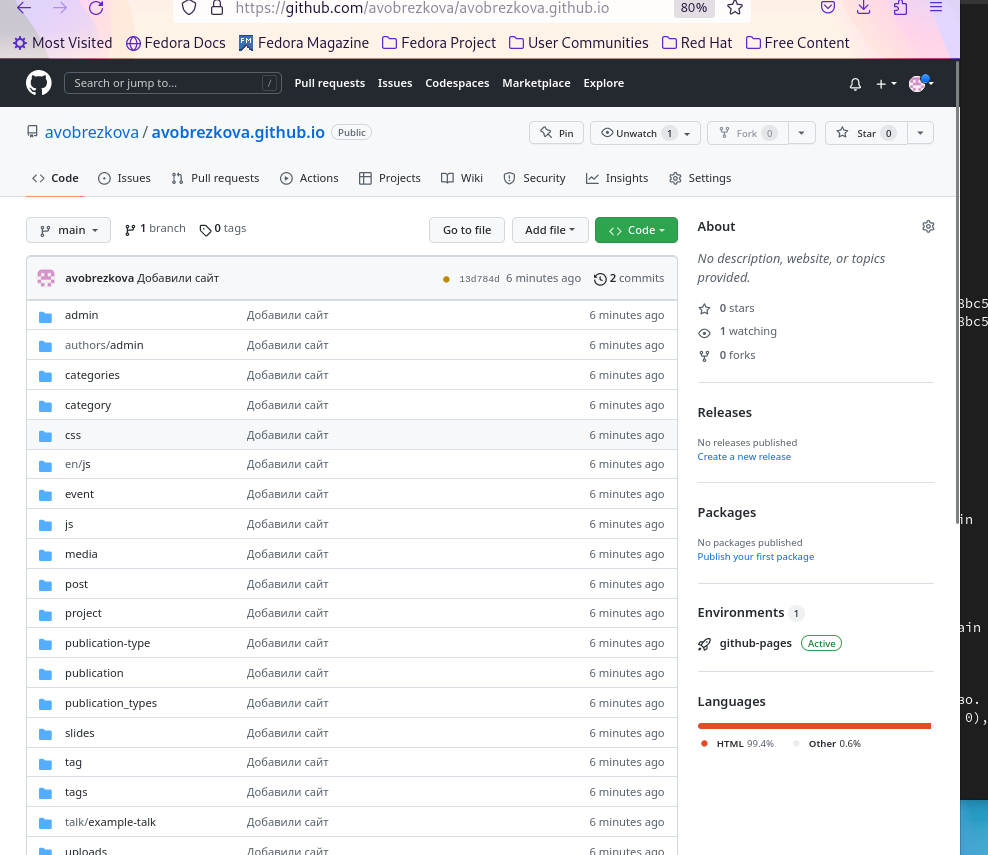 https://github.com/avobrezkova/avobrezkova.github.io 80%
Most Visited Fedora Docs Fedora Magazine Fedora Project User Communities Red Hat Free Content
Search or jump to... / Pull requests Issues Codespaces Marketplace Explore
avobrezkova / avobrezkova.github.io Public Pin Unwatch 1 Fork 0 Star 0
Code Issues Pull requests Actions Projects Wiki Security Insights Settings
main 1 branch 0 tags Go to file Add file Code
avobrezkova Добавили сайт 13d784d 6 minutes ago 2 commits
admin Добавили сайт 6 minutes ago
authors/admin Добавили сайт 6 minutes ago
categories Добавили сайт 6 minutes ago
category Добавили сайт 6 minutes ago
css Добавили сайт 6 minutes ago
en/js Добавили сайт 6 minutes ago
event Добавили сайт 6 minutes ago
js Добавили сайт 6 minutes ago
media Добавили сайт 6 minutes ago
post Добавили сайт 6 minutes ago
project Добавили сайт 6 minutes ago
publication-type Добавили сайт 6 minutes ago
publication Добавили сайт 6 minutes ago
publication_types Добавили сайт 6 minutes ago
slides Добавили сайт 6 minutes ago
tag Добавили сайт 6 minutes ago
tags Добавили сайт 6 minutes ago
talk/example-talk Добавили сайт 6 minutes ago
uploads Добавили сайт 6 minutes ago
About
No description, website, or topics
provided.
0 stars
1 watching
0 forks
Releases
No releases published
Create a new release
Packages
No packages published
Publish your first package
Environments 1
github-pages Active
Languages
HTML 99.4% Other 0.6%